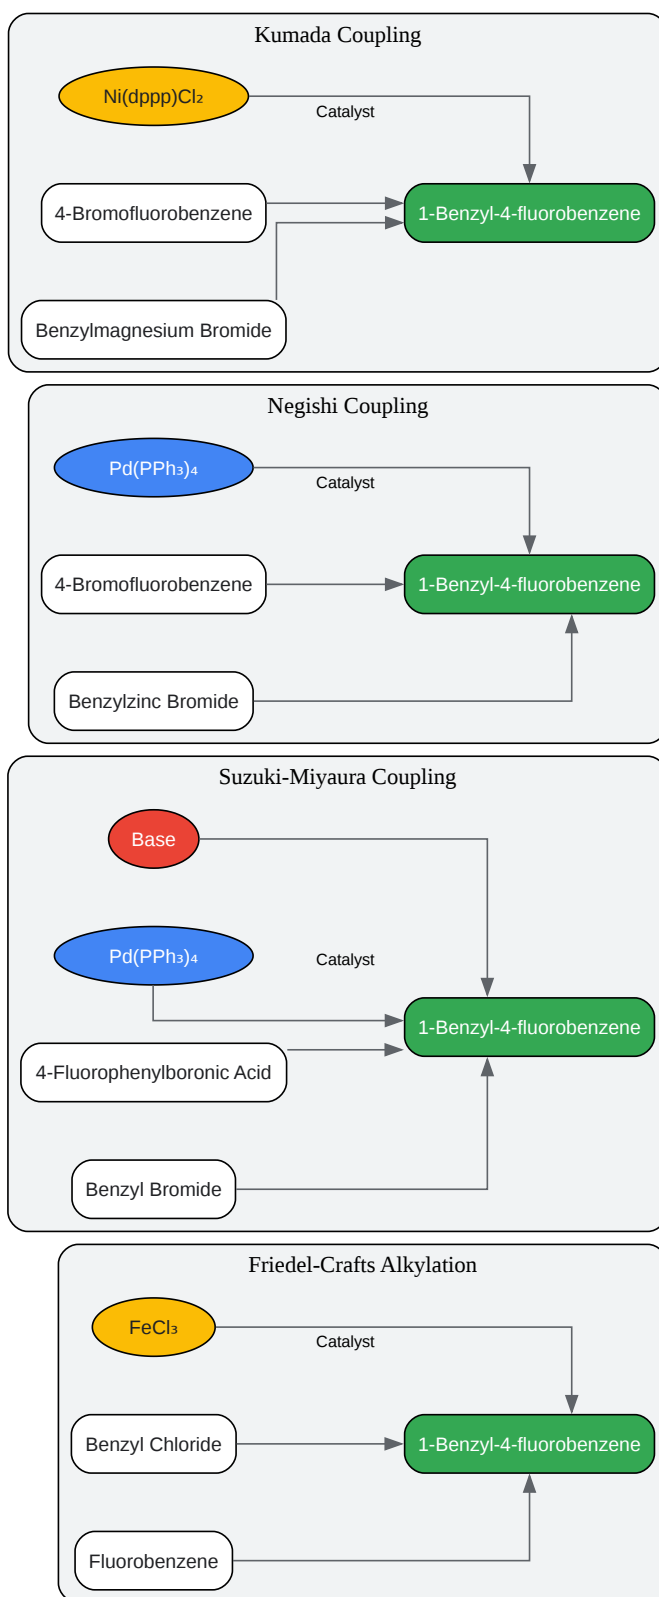 Kumada Coupling
Ni(dppp)Cl₂
Catalyst
4-Bromofluorobenzene
1-Benzyl-4-fluorobenzene
Benzylmagnesium Bromide
Negishi Coupling
Pd(PPh₃)₄
Catalyst
4-Bromofluorobenzene
1-Benzyl-4-fluorobenzene
Benzylzinc Bromide
Suzuki-Miyaura Coupling
Base
Pd(PPh₃)₄
Catalyst
1-Benzyl-4-fluorobenzene
4-Fluorophenylboronic Acid
Benzyl Bromide
Friedel-Crafts Alkylation
FeCl₃
Catalyst
Benzyl Chloride
1-Benzyl-4-fluorobenzene
Fluorobenzene